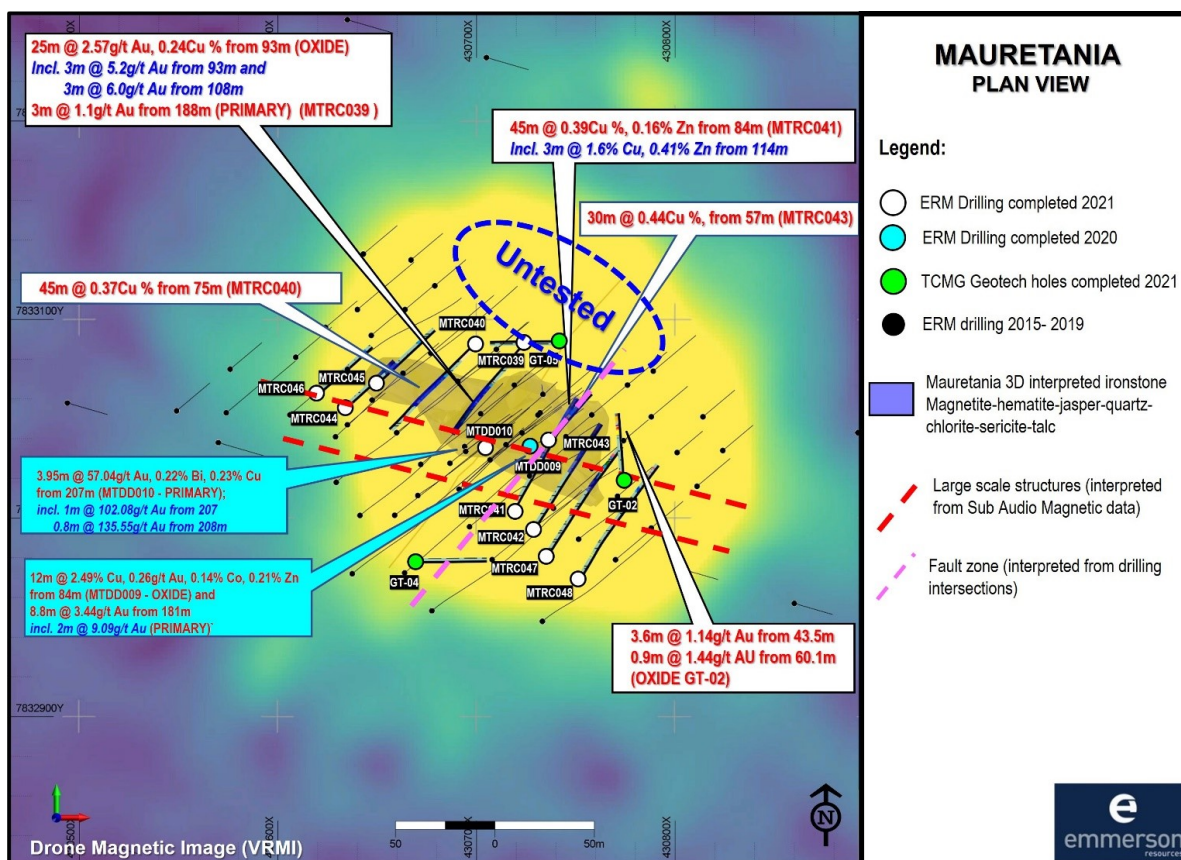 25m @ 2.57g/t Au, 0.24Cu % from 93m (OXIDE)
Incl. 3m @ 5.2g/t Au from 93m and
3m @ 6.0g/t Au from 108m
3m @ 1.1g/t Au from 188m (PRIMARY) (MTRC039 )
430700X
430800X
45m @ 0.39Cu %, 0.16% Zn from 84m (MTRC041)
Incl. 3m @ 1.6% Cu, 0.41% Zn from 114m
30m @ 0.44Cu %, from 57m (MTRC043)
Untested
45m @ 0.37Cu % from 75m (MTRC040)
7833100Y
MTRC040
MTRC039
GT-05
MTRC046
MTRC045
MTRC044
MTDD010
MTRC043
MTDD009
GT-02
MTRC041
MTRC042
MTRC047
MTRC048
GT-04
3.95m @ 57.04g/t Au, 0.22% Bi, 0.23% Cu
from 207m (MTDD010 - PRIMARY);
incl. 1m @ 102.08g/t Au from 207
0.8m @ 135.55g/t Au from 208m
12m @ 2.49% Cu, 0.26g/t Au, 0.14% Co, 0.21% Zn
from 84m (MTDD009 - OXIDE) and
8.8m @ 3.44g/t Au from 181m
incl. 2m @ 9.09g/t Au (PRIMARY)
3.6m @ 1.14g/t Au from 43.5m
0.9m @ 1.44g/t AU from 60.1m
(OXIDE GT-02)
7832900Y
430700X
430800X
50
0
50m
N
Drone Magnetic Image (VRMI)
MAURETANIA
PLAN VIEW
Legend:
ERM Drilling completed 2021
ERM Drilling completed 2020
TCMG Geotech holes completed 2021
ERM drilling 2015- 2019
Mauretania 3D interpreted ironstone
Magnetite-hematite-jasper-quartz-
chlorite-sericite-talc
Large scale structures (interpreted
from Sub Audio Magnetic data)
Fault zone (interpreted from drilling
intersections)
e
emmerson
resources